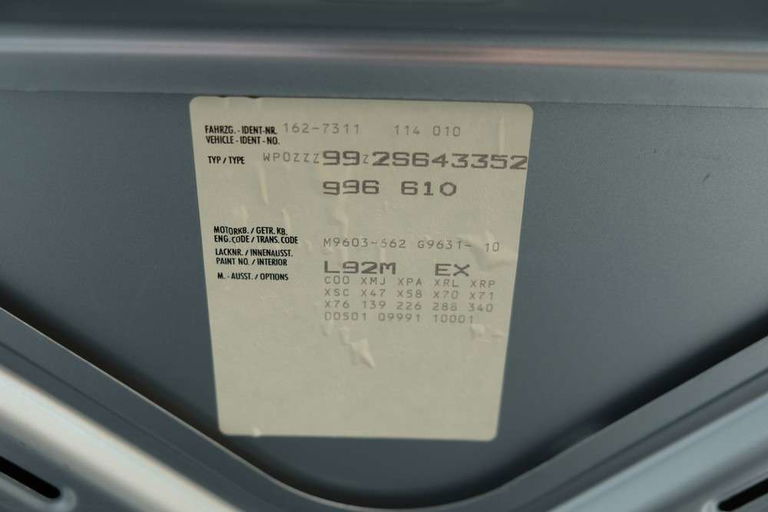 FAHRZG. - IDENT-NR. 162-7311 114 010
VEHICLE - IDENT - NO.
TYP / TYPE WP0ZZZ99Z2S643352
996 610
MOTORKB. / GETR. KB.
ENG.CODE / TRANS. CODE M9603-562 G9631- 10
LACKNR. / INNENAUSST.
PAINT NO. / INTERIOR L92M EX
M. - AUSST. / OPTIONS C00 XMJ XPA XRL XRP
XSC X47 X58 X70 X71
X76 139 226 288 340
D0501 09991 10001